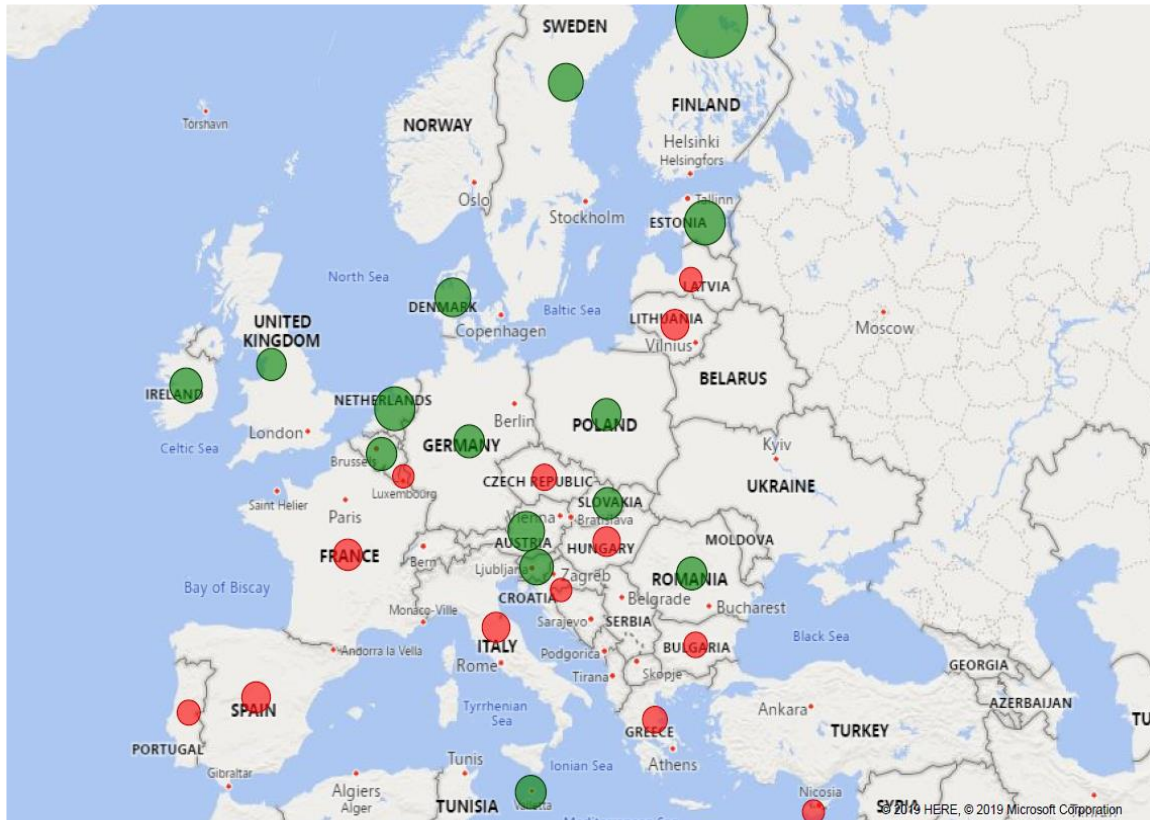 SWEDEN
FINLAND
NORWAY
Torshavn
Helsinki
Helsingfors
Oslo
Tallinn
Stockholm
ESTONIA
North Sea
LATVIA
DENMARK
Baltic Sea
LITHUANIA
Copenhagen
UNITED
KINGDOM
Moscow
Vilnius
BELARUS
IRELAND
NETHERLANDS
Berlin
POLAND
London
GERMANY
Celtic Sea
Kyiv
Brussels
CZECH REPUBLIC
UKRAINE
Luxembourg
Saint Helier
SLOVAKIA
Paris
Vienna
Bratislava
AUSTRIA
HUNGARY
MOLDOVA
FRANCE
Bern
Ljubljana
Zagreb
ROMANIA
Bay of Biscay
CROATIA
Belgrade
Bucharest
Monaco-Ville
Sarajevo
SERBIA
Black Sea
ITALY
BULGARIA
Andorra la Vella
Podgorica
Rome
Skopje
GEORGIA
Tirana
AZERBAIJAN
SPAIN
Tyrrhenian
Sea
Ankara
TU
GREECE
TURKEY
PORTUGAL
Athens
Tunis
Ionian Sea
Gibraltar
Algiers
Alger
TUNISIA
Valletta
Nicosia
SYRIA
© 2019 HERE, © 2019 Microsoft Corporation